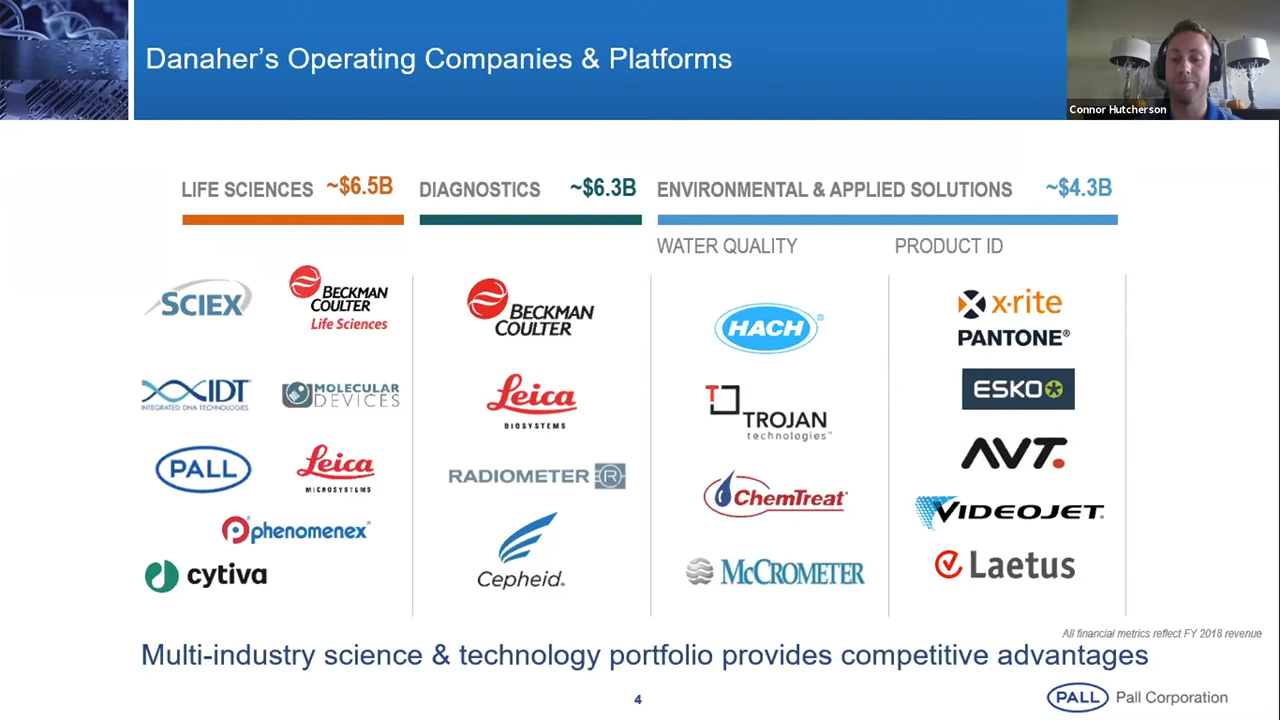 Danaher's Operating Companies & Platforms
Connor Hutcherson
LIFE SCIENCES ~$6.5B
DIAGNOSTICS ~$6.3B
ENVIRONMENTAL & APPLIED SOLUTIONS ~$4.3B
WATER QUALITY
PRODUCT ID
SCIEX
BECKMAN
COULTER
Life Sciences
IDT
INTEGRATED DNA TECHNOLOGIES
MOLECULAR
DEVICES
PALL
Leica
MICROSYSTEMS
phenomenex®
cytiva
BECKMAN
COULTER
Leica
BIOSYSTEMS
RADIOMETER R
Cepheid®
HACH®
TROJAN
technologies™
ChemTreat®
McCROMETER
x·rite
PANTONE®
ESKO
AVT.
VIDEOJET.
Laetus
All financial metrics reflect FY 2018 revenue
Multi-industry science & technology portfolio provides competitive advantages
4
PALL Pall Corporation